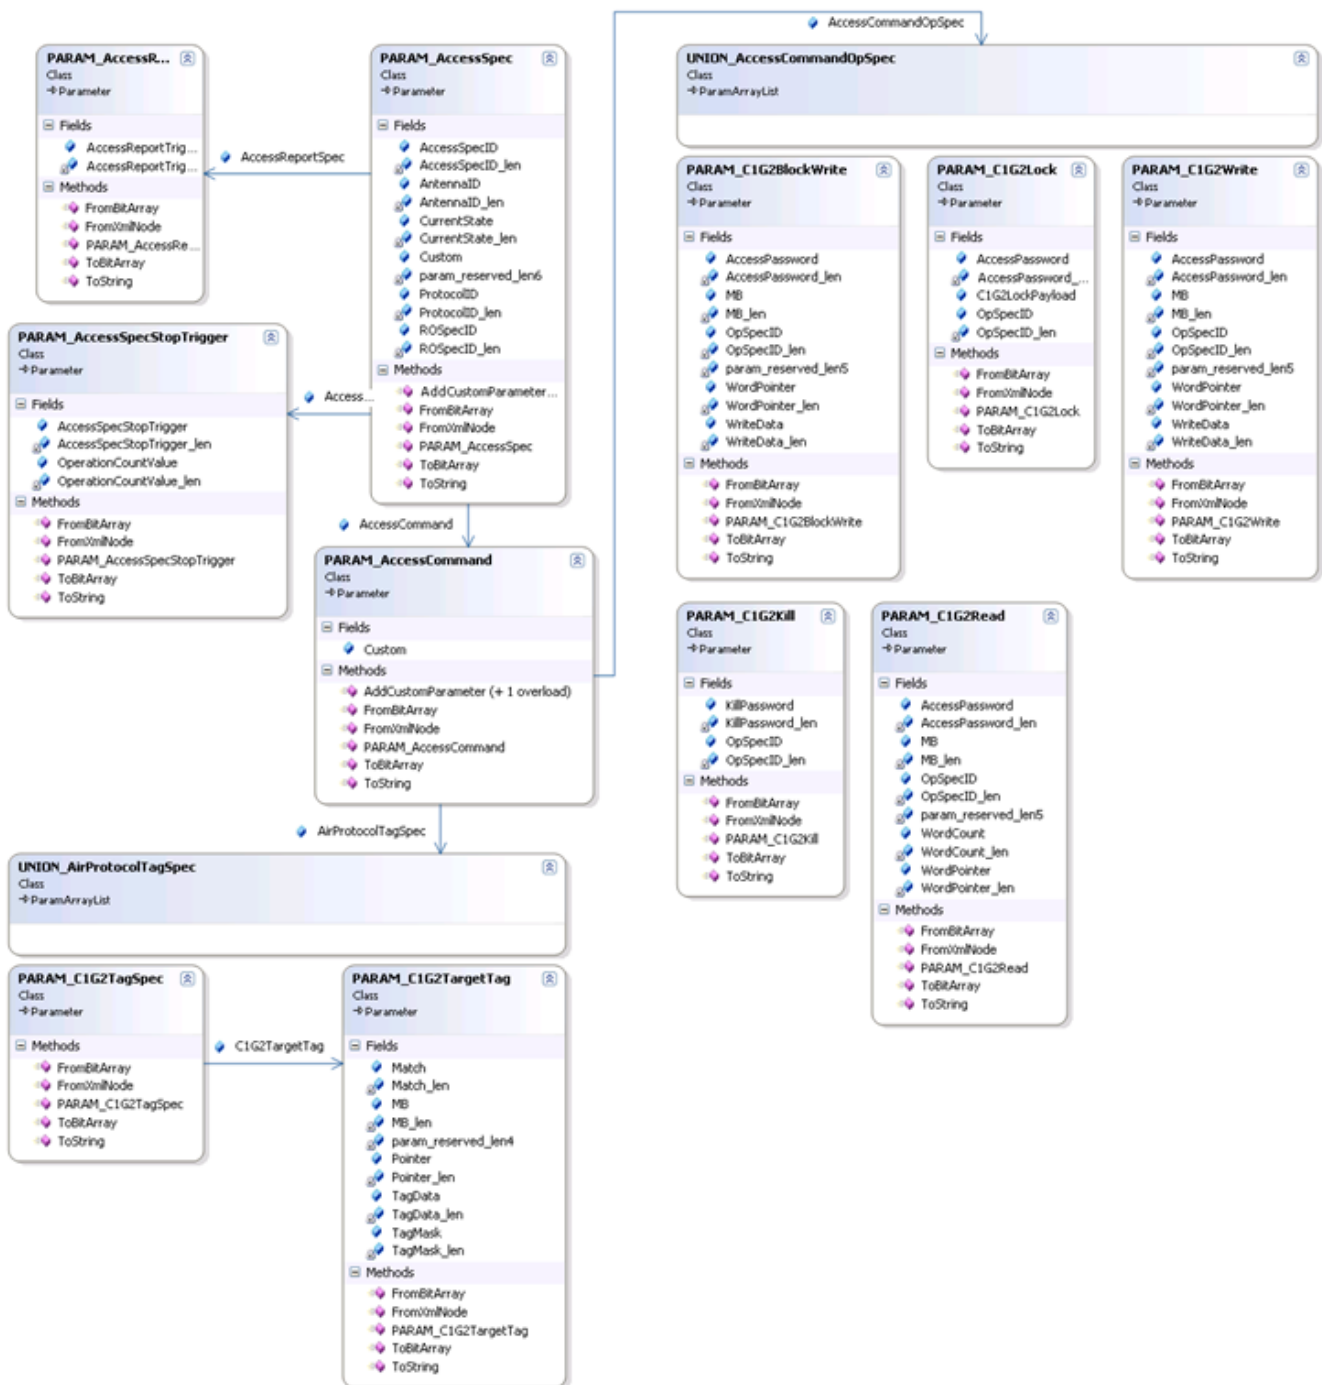 AccessCommandOpSpec
PARAM_AccessR...
Class
Parameter
Fields
AccessReportTrig...
AccessReportTrig...
Methods
FromBitArray
FromXmlNode
PARAM_AccessRe...
ToBitArray
ToString
AccessReportSpec
PARAM_AccessSpec
Class
Parameter
Fields
AccessSpecID
AccessSpecID_len
AntennaID
AntennaID_len
CurrentState
CurrentState_len
Custom
param_reserved_len6
ProtocolID
ProtocolID_len
ROSpecID
ROSpecID_len
Methods
AddCustomParameter...
FromBitArray
FromXmlNode
PARAM_AccessSpec
ToBitArray
ToString
UNION_AccessCommandOpSpec
Class
ParamArrayList
PARAM_C1G2BlockWrite
Class
Parameter
Fields
AccessPassword
AccessPassword_len
MB
MB_len
OpSpecID
OpSpecID_len
param_reserved_len5
WordPointer
WordPointer_len
WriteData
WriteData_len
Methods
FromBitArray
FromXmlNode
PARAM_C1G2BlockWrite
ToBitArray
ToString
PARAM_C1G2Lock
Class
Parameter
Fields
AccessPassword
AccessPassword_...
C1G2LockPayload
OpSpecID
OpSpecID_len
Methods
FromBitArray
FromXmlNode
PARAM_C1G2Lock
ToBitArray
ToString
PARAM_C1G2Write
Class
Parameter
Fields
AccessPassword
AccessPassword_len
MB
MB_len
OpSpecID
OpSpecID_len
param_reserved_len5
WordPointer
WordPointer_len
WriteData
WriteData_len
Methods
FromBitArray
FromXmlNode
PARAM_C1G2Write
ToBitArray
ToString
PARAM_AccessSpecStopTrigger
Class
Parameter
Fields
AccessSpecStopTrigger
AccessSpecStopTrigger_len
OperationCountValue
OperationCountValue_len
Methods
FromBitArray
FromXmlNode
PARAM_AccessSpecStopTrigger
ToBitArray
ToString
Access...
AccessCommand
PARAM_AccessCommand
Class
Parameter
Fields
Custom
Methods
AddCustomParameter (+ 1 overload)
FromBitArray
FromXmlNode
PARAM_AccessCommand
ToBitArray
ToString
PARAM_C1G2Kill
Class
Parameter
Fields
KillPassword
KillPassword_len
OpSpecID
OpSpecID_len
Methods
FromBitArray
FromXmlNode
PARAM_C1G2Kill
ToBitArray
ToString
PARAM_C1G2Read
Class
Parameter
Fields
AccessPassword
AccessPassword_len
MB
MB_len
OpSpecID
OpSpecID_len
param_reserved_len5
WordCount
WordCount_len
WordPointer
WordPointer_len
Methods
FromBitArray
FromXmlNode
PARAM_C1G2Read
ToBitArray
ToString
AirProtocolTagSpec
UNION_AirProtocolTagSpec
Class
ParamArrayList
PARAM_C1G2TagSpec
Class
Parameter
Methods
FromBitArray
FromXmlNode
PARAM_C1G2TagSpec
ToBitArray
ToString
C1G2TargetTag
PARAM_C1G2TargetTag
Class
Parameter
Fields
Match
Match_len
MB
MB_len
param_reserved_len4
Pointer
Pointer_len
TagData
TagData_len
TagMask
TagMask_len
Methods
FromBitArray
FromXmlNode
PARAM_C1G2TargetTag
ToBitArray
ToString